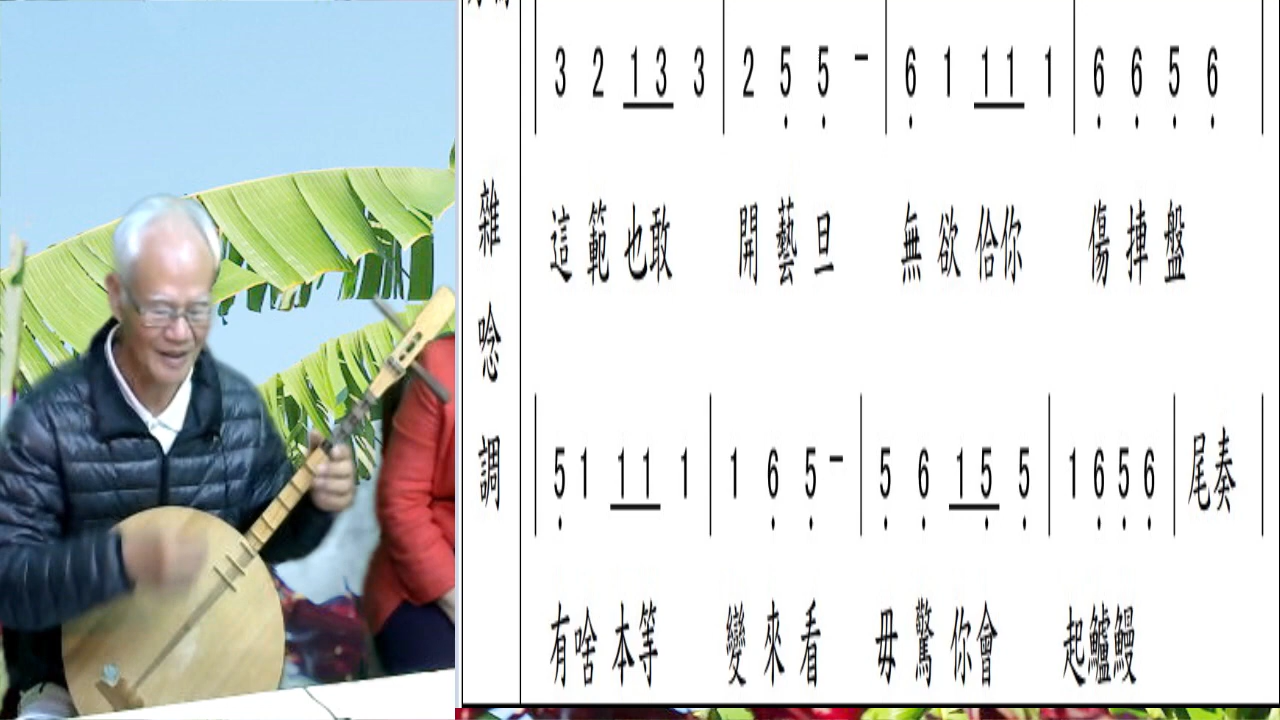 3 2 1 3 3 | 2 5 5 - | 6 1 1 1 1 | 6 6 5 6
這範也敢 開藝旦 無欲佮你 傷捙盤
雜唸調
5 1 1 1 1 | 1 6 5 - | 5 6 1 5 5 | 1 6 5 6 | 尾奏
有啥本等 變來看 毋驚你會 起鱸鰻